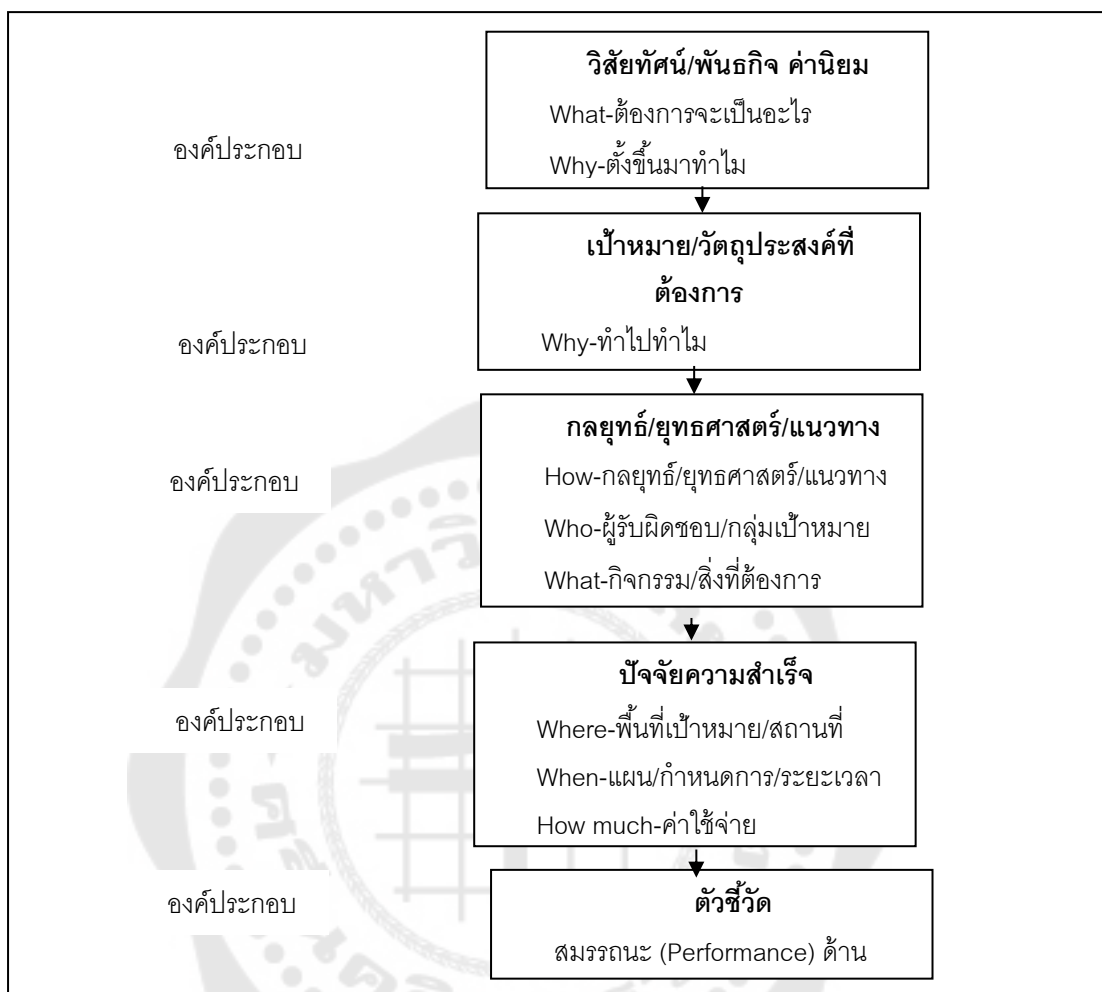 วิสัยทัศน์/พันธกิจ ค่านิยม
What-ต้องการจะเป็นอะไร
องค์ประกอบ
Why-ตั้งขึ้นมาทำไม
เป้าหมาย/วัตถุประสงค์ที่
ต้องการ
องค์ประกอบ
Why-ทำไปทำไม
กลยุทธ์/ยุทธศาสตร์/แนวทาง
องค์ประกอบ
How-กลยุทธ์/ยุทธศาสตร์/แนวทาง
Who-ผู้รับผิดชอบ/กลุ่มเป้าหมาย
What-กิจกรรม/สิ่งที่ต้องการ
ปัจจัยความสำเร็จ
องค์ประกอบ
Where-พื้นที่เป้าหมาย/สถานที่
When-แผน/กำหนดการ/ระยะเวลา
How much-ค่าใช้จ่าย
องค์ประกอบ
ตัวชี้วัด
สมรรถนะ (Performance) ด้าน